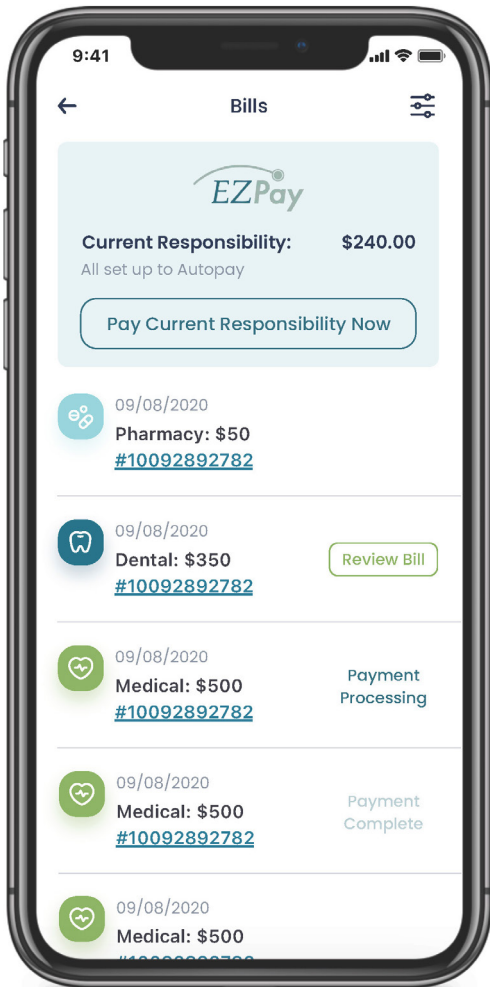 9:41
Bills
EZPay
Current Responsibility: $240.00
All set up to Autopay
Pay Current Responsibility Now
09/08/2020
Pharmacy: $50
#10092892782
09/08/2020
Dental: $350
#10092892782
Review Bill
09/08/2020
Medical: $500
#10092892782
Payment
Processing
09/08/2020
Medical: $500
#10092892782
Payment
Complete
09/08/2020
Medical: $500